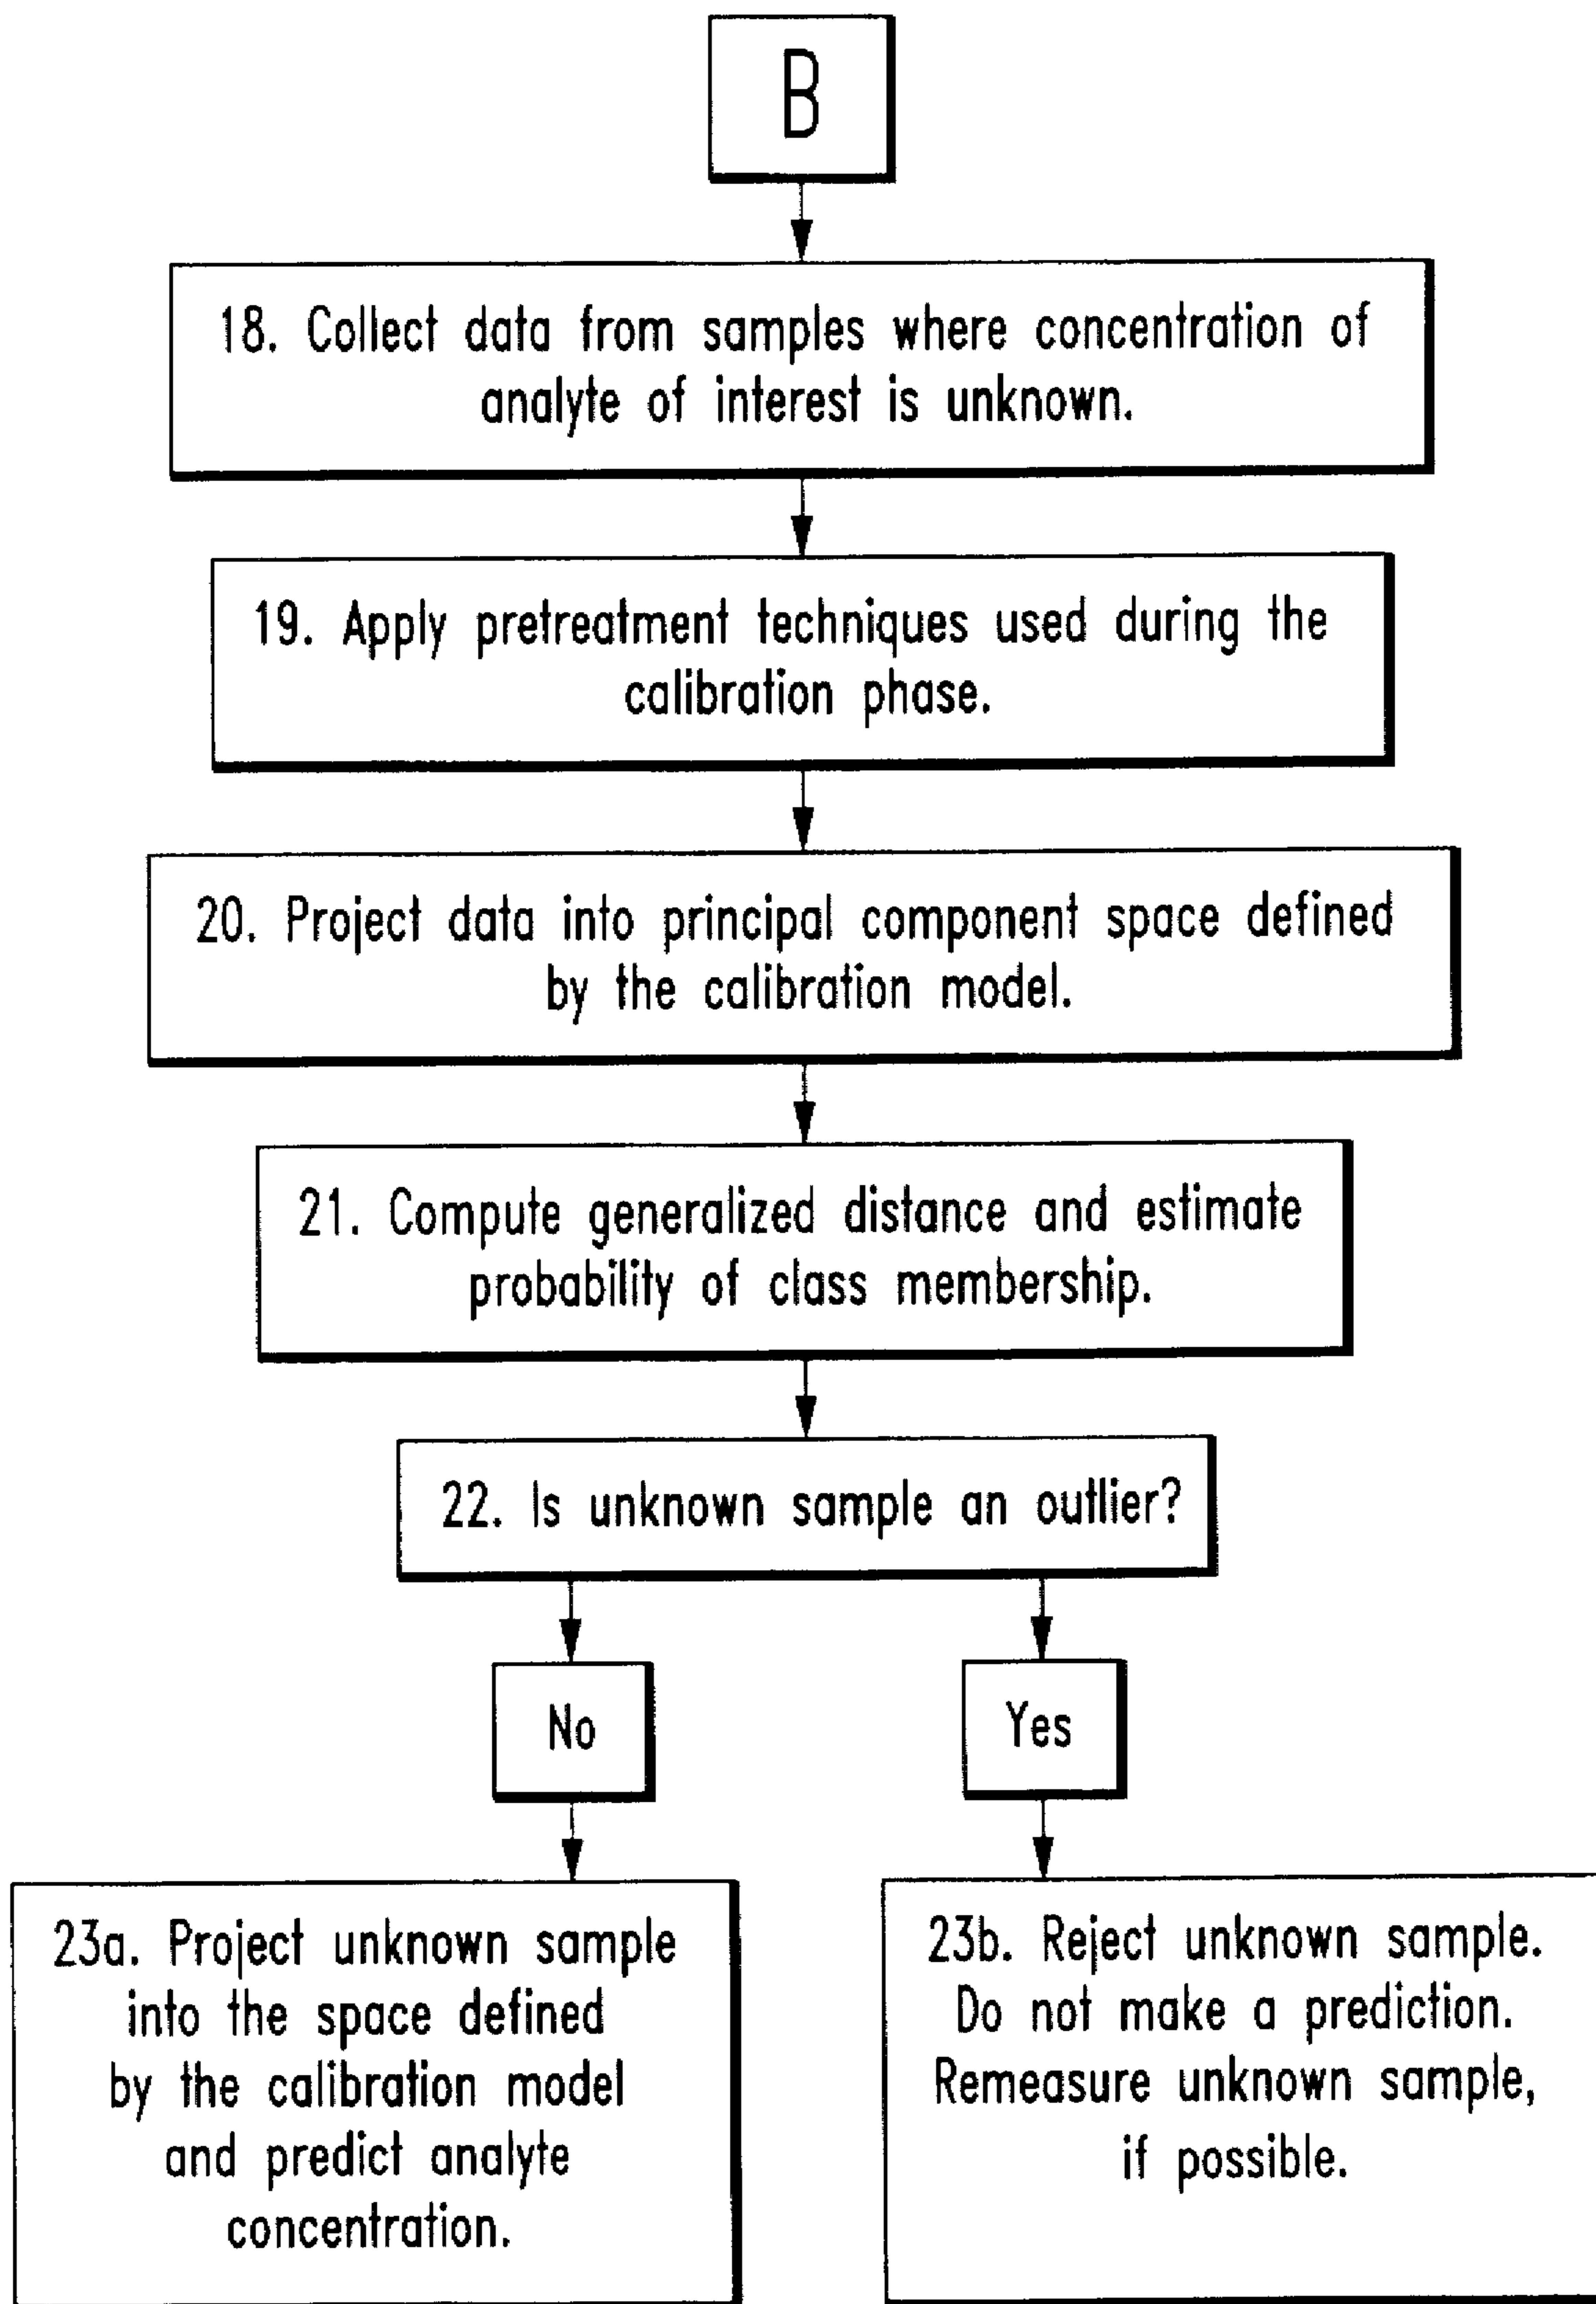 B
18. Collect data from samples where concentration of
analyte of interest is unknown.
19. Apply pretreatment techniques used during the
calibration phase.
20. Project data into principal component space defined
by the calibration model.
21. Compute generalized distance and estimate
probability of class membership.
22. Is unknown sample an outlier?
No
Yes
23a. Project unknown sample
into the space defined
by the calibration model
and predict analyte
concentration.
23b. Reject unknown sample.
Do not make a prediction.
Remeasure unknown sample,
if possible.